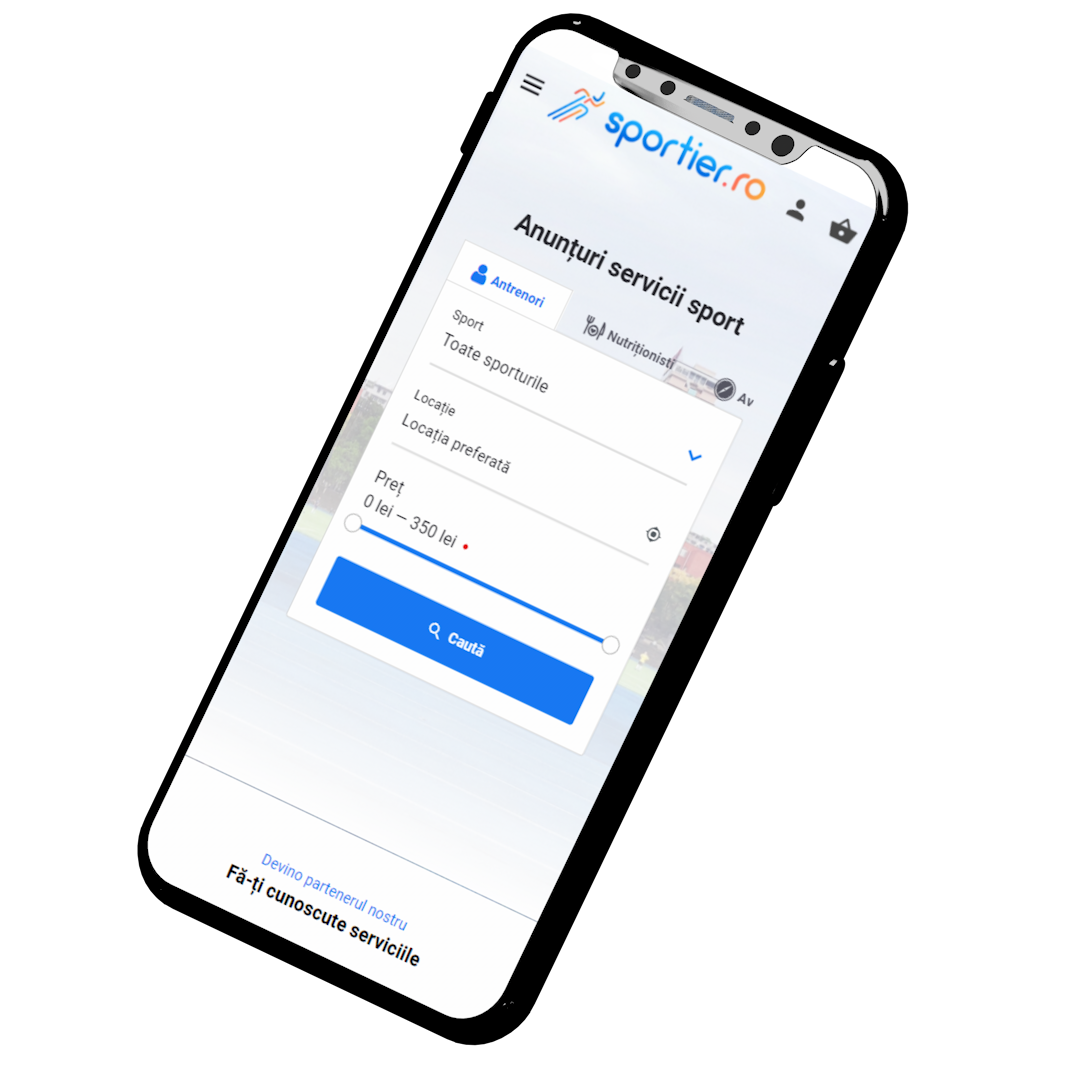 sportier.ro
Anunțuri servicii sport
Antrenori
Nutriționisti
Av
Sport
Toate sporturile
Locație
Locația preferată
Preț
0 lei – 350 lei
Caută
Devino partenerul nostru
Fă-ți cunoscute serviciile